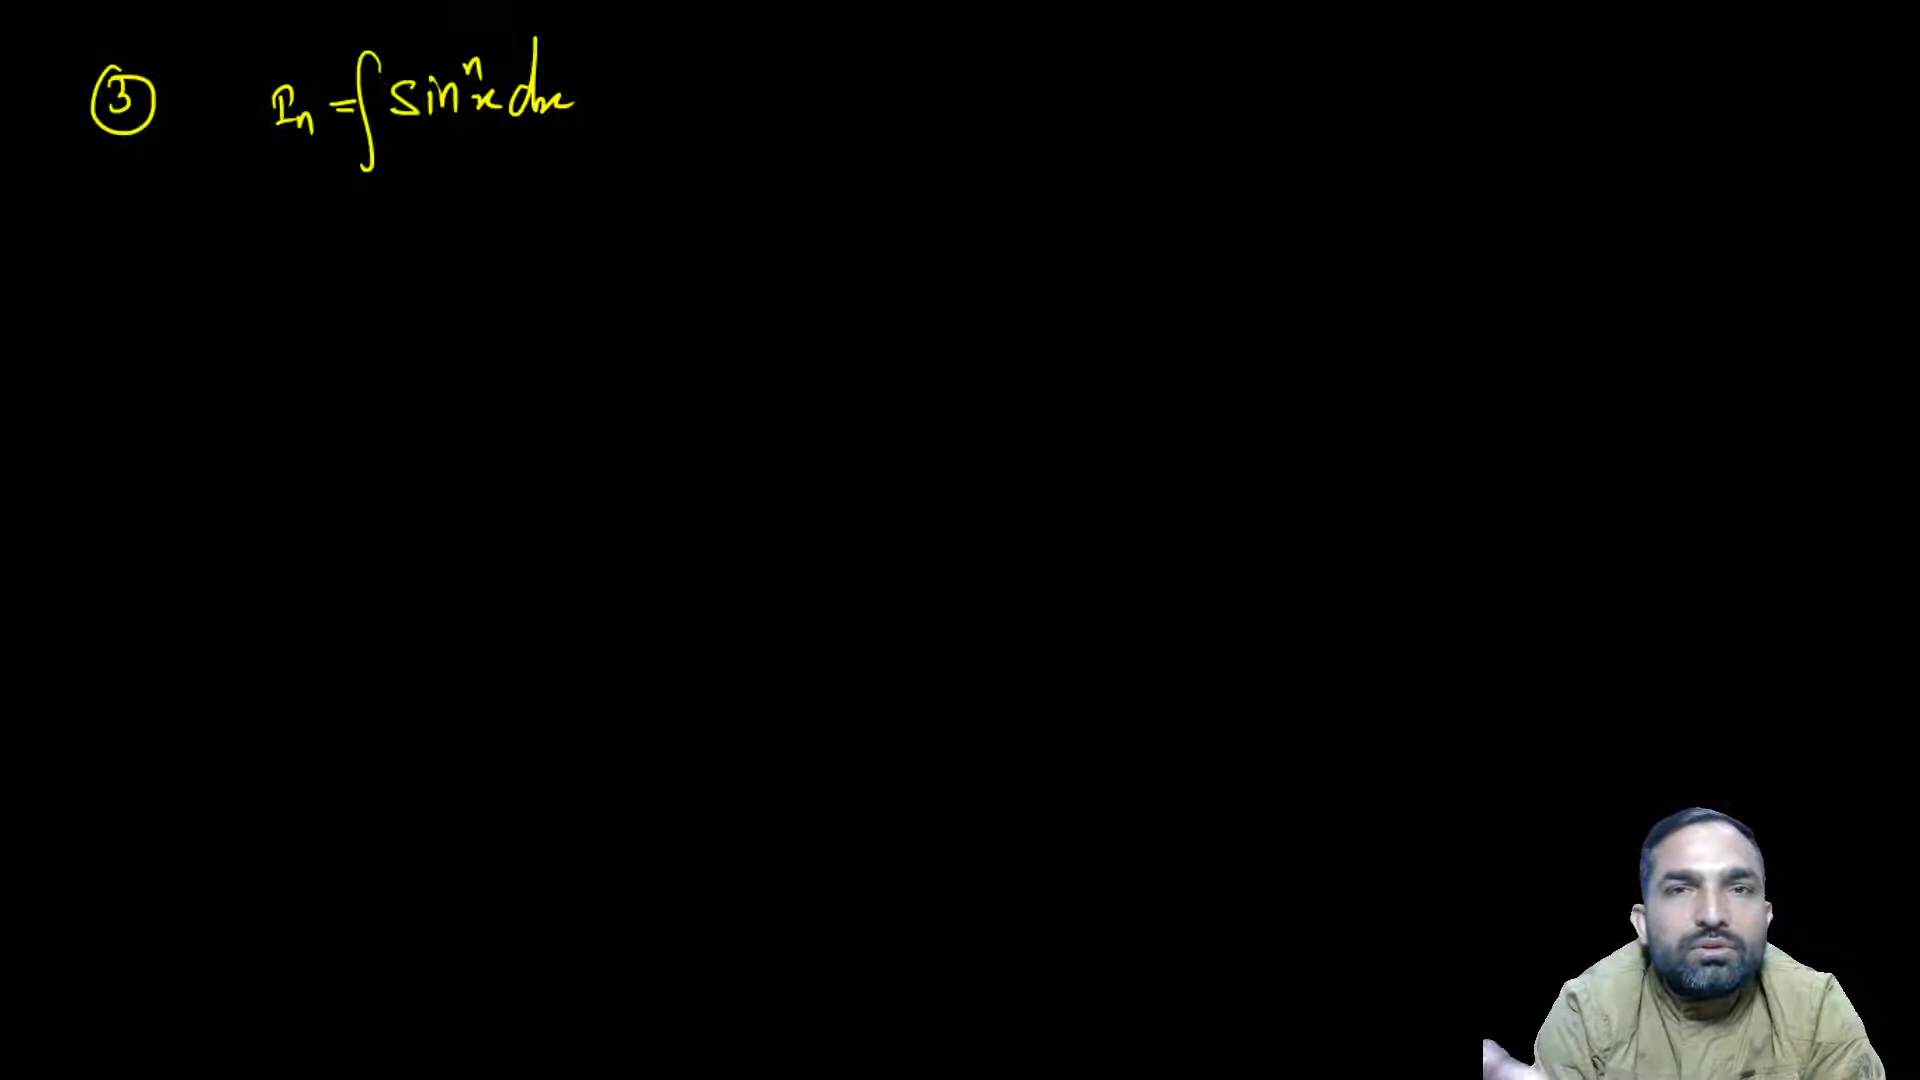 ③ Iₙ = ∫ sinⁿx dx